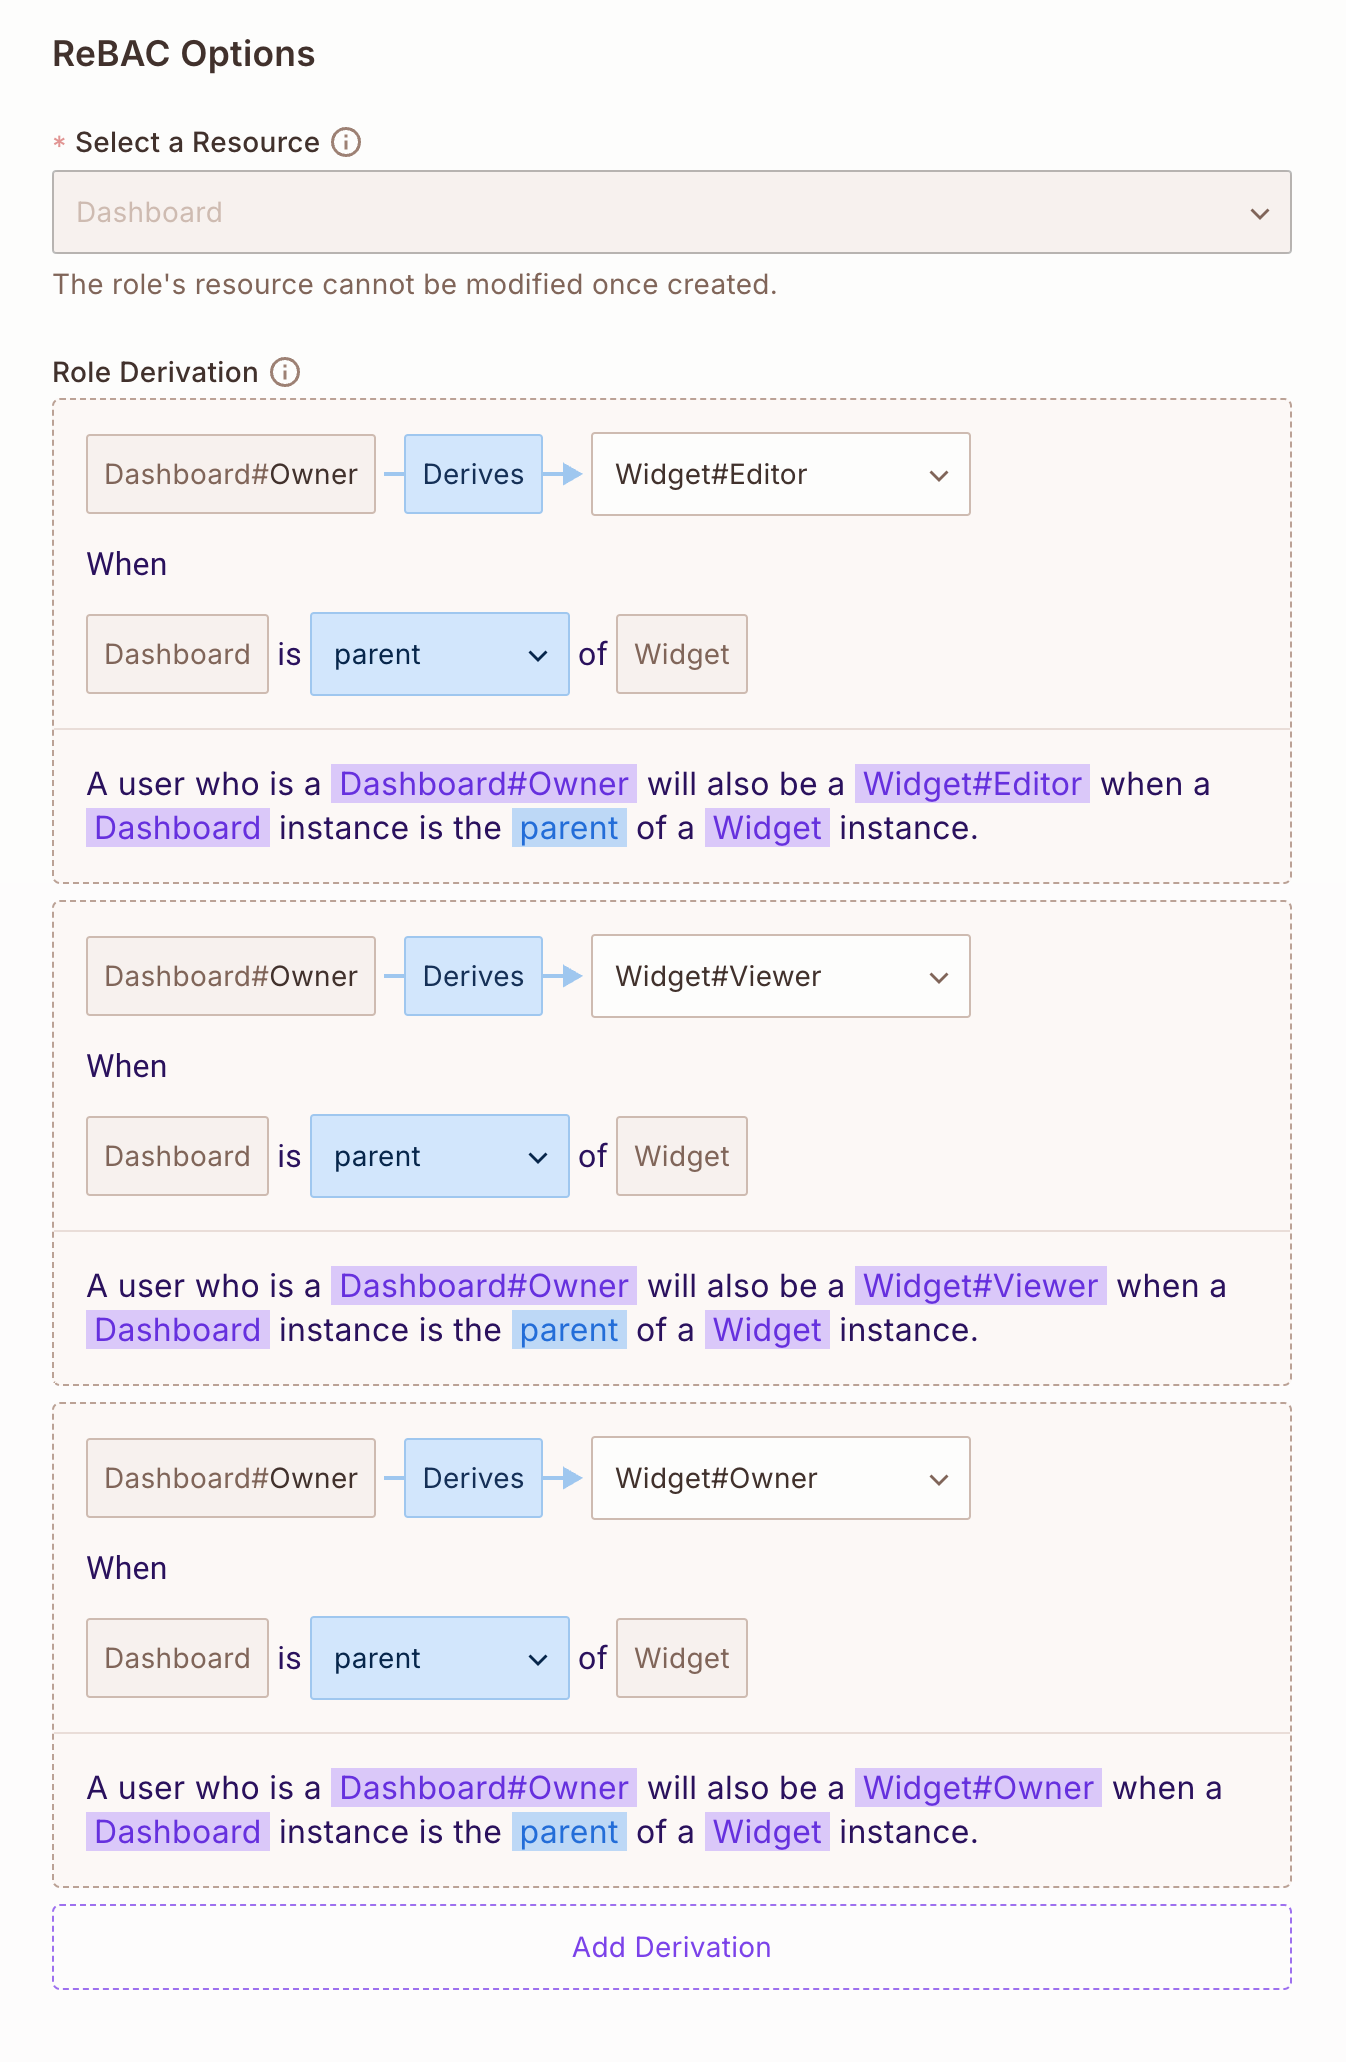 ReBAC Options
* Select a Resource
Dashboard
The role's resource cannot be modified once created.
Role Derivation
Dashboard#Owner Derives Widget#Editor
When
Dashboard is parent of Widget
A user who is a Dashboard#Owner will also be a Widget#Editor when a
Dashboard instance is the parent of a Widget instance.
Dashboard#Owner Derives Widget#Viewer
When
Dashboard is parent of Widget
A user who is a Dashboard#Owner will also be a Widget#Viewer when a
Dashboard instance is the parent of a Widget instance.
Dashboard#Owner Derives Widget#Owner
When
Dashboard is parent of Widget
A user who is a Dashboard#Owner will also be a Widget#Owner when a
Dashboard instance is the parent of a Widget instance.
Add Derivation